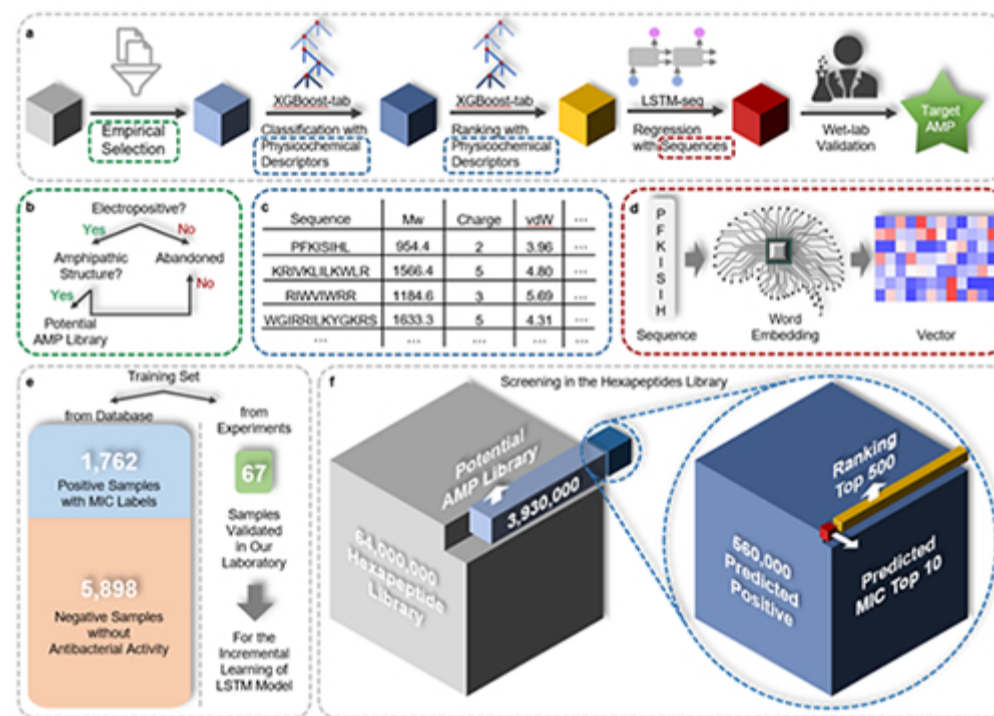 a
Empirical
Selection
XGBoost-tab
Classification with
Physicochemical
Descriptors
XGBoost-tab
Ranking with
Physicochemical
Descriptors
LSTM-seq
Regression
with Sequences
Wet-lab
Validation
Target
AMP
b
Electropositive?
Yes No
Amphipathic
Structure?
Abandoned
Yes No
Potential
AMP Library
c
Sequence Mw Charge vdW ...
PFKISIHL 954.4 2 3.96 ...
KRIVKLILKWLR 1566.4 5 4.80 ...
RIWVIWRR 1184.6 3 5.69 ...
WGIRRILKYGKRS 1633.3 5 4.31 ...
... ... ... ... ...
d
P
F
K
I
S
I
H
Sequence
Word
Embedding
Vector
e
Training Set
from Database
from
Experiments
1,762
Positive Samples
with MIC Labels
5,898
Negative Samples
without
Antibacterial Activity
67
Samples
Validated
in Our
Laboratory
For the
Incremental
Learning of
LSTM Model
f
Screening in the Hexapeptides Library
Potential
AMP Library
3,930,000
64,000,000
Hexapeptide
Library
Ranking
Top 500
560,000
Predicted
Positive
Predicted
MIC Top 10